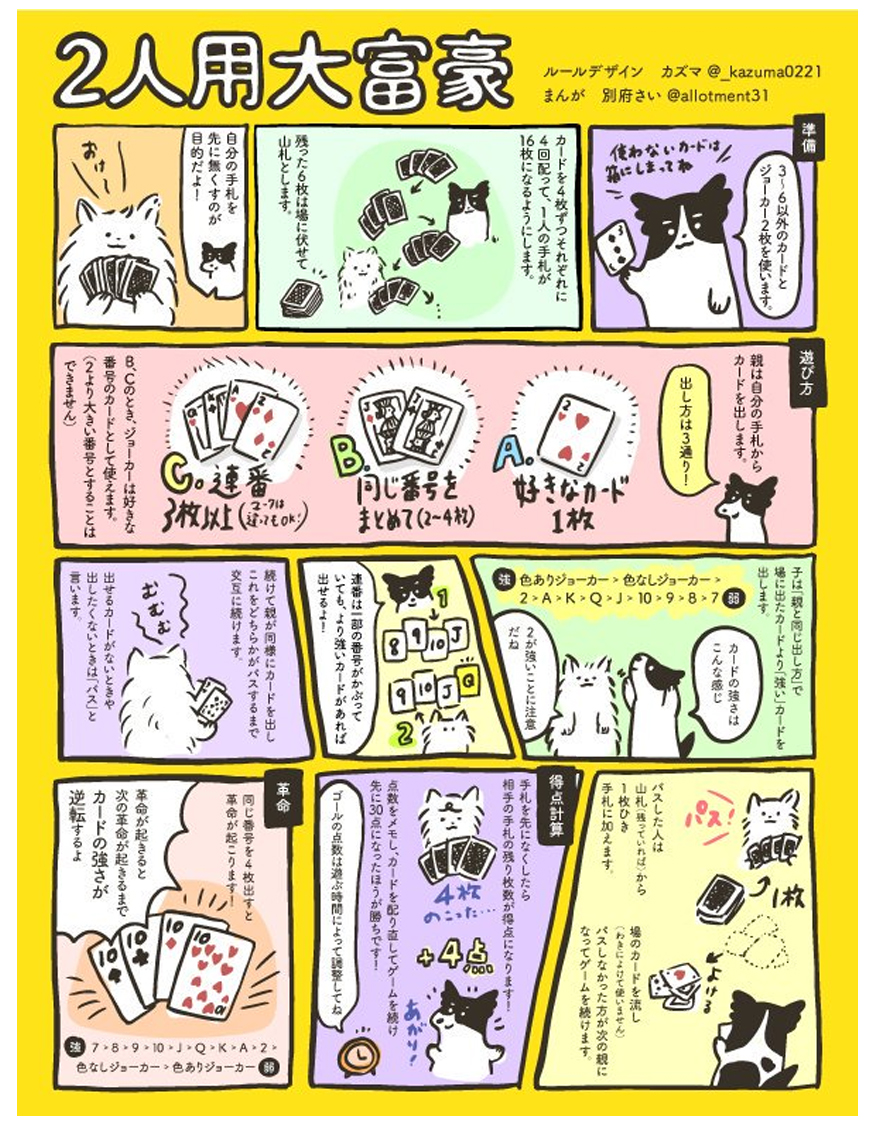 2人用大富豪
ルールデザイン カズマ @_kazuma0221
まんが 別府さい @allotment31
準備
使わないカードは
箱にしまってね
3〜6以外のカードと
ジョーカー2枚を使います。
カードを4枚ずつそれぞれに
4回配って、1人の手札が
16枚になるようにします。
残った6枚は場に伏せて
山札とします。
自分の手札を
先に無くすのが
目的だよ!
おけー
遊び方
親は自分の手札から
カードを出します。
出し方は3通り!
A.
好きなカード
1枚
B.
同じ番号を
まとめて(2〜4枚)
C.
連番
3枚以上(マークは
違ってもOK!)
B、Cのとき、ジョーカーは好きな
番号のカードとして使えます。
(2より大きい番号とすることは
できません)
子は「親と同じ出し方」で
場に出たカードより「強い」カードを
出します。
強 色ありジョーカー > 色なしジョーカー >
2 > A > K > Q > J > 10 > 9 > 8 > 7 弱
カードの強さは
こんな感じ
2が強いことに注意
だね
連番は一部の番号がかぶって
いても、より強いカードがあれば
出せるよ!
1
8 9 10 J
9 10 J Q
2
続けて親が同様にカードを出し
これをどちらかがパスするまで
交互に続けます。
むむむ
出せるカードがないときや
出したくないときは「パス」と
言います。
パスした人は
山札(残っていれば)から
1枚ひき
手札に加えます。
パス!
1枚
よける
場のカードを流し
(わきによけて使いません)
パスしなかった方が次の親に
なってゲームを続けます。
得点計算
手札を先になくしたら
相手の手札の残り枚数が得点になります!
4枚
のこった…
+4点
あがり!
点数をメモし、カードを配り直してゲームを続け
先に30点になったほうが勝ちです!
ゴールの点数は遊ぶ時間によって調整してね
革命
同じ番号を4枚出すと
革命が起こります!
革命が起きると
次の革命が起きるまで
カードの強さが
逆転するよ
10 10 10 10
強 7 > 8 > 9 > 10 > J > Q > K > A > 2 >
色なしジョーカー > 色ありジョーカー 弱